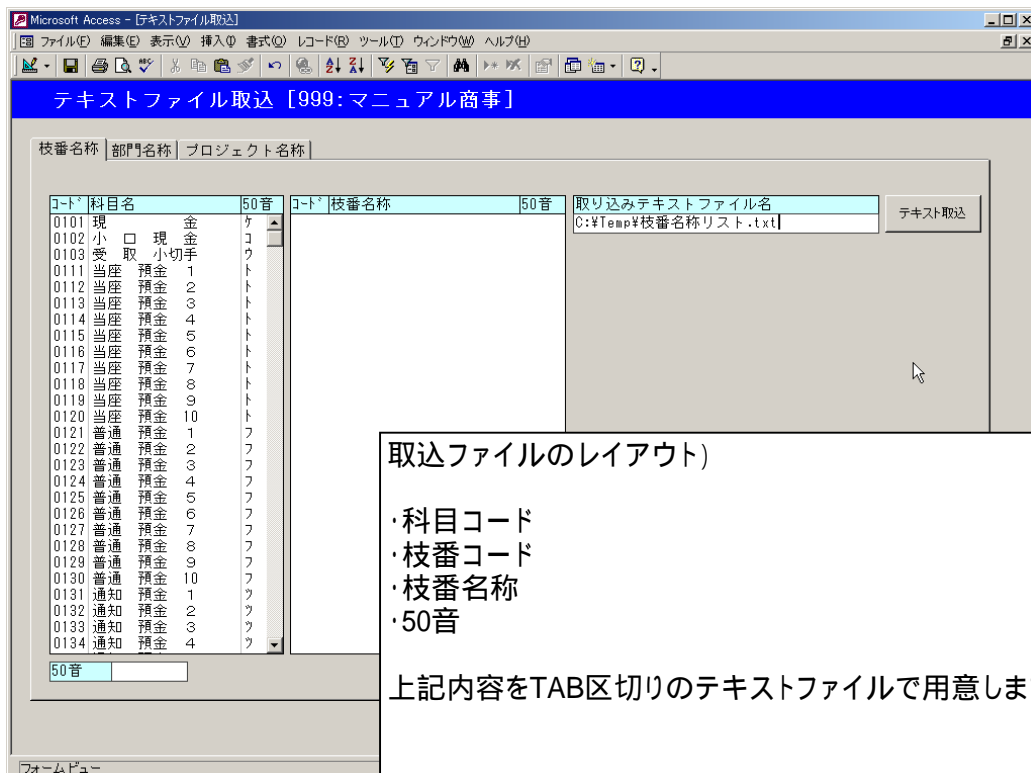 Microsoft Access - [テキストファイル取込]
ファイル(F) 編集(E) 表示(V) 挿入(I) 書式(O) レコード(R) ツール(T) ウィンドウ(W) ヘルプ(H)
テキストファイル取込 [999:マニュアル商事]
枝番名称 部門名称 プロジェクト名称
ｺｰﾄﾞ 科目名 50音 ｺｰﾄﾞ 枝番名称 50音 取り込みテキストファイル名
C:¥Temp¥枝番名称リスト.txt テキスト取込
0101 現 金 ｹ
0102 小 口 現 金 ｺ
0103 受 取 小切手 ｳ
0111 当座 預金 1 ﾄ
0112 当座 預金 2 ﾄ
0113 当座 預金 3 ﾄ
0114 当座 預金 4 ﾄ
0115 当座 預金 5 ﾄ
0116 当座 預金 6 ﾄ
0117 当座 預金 7 ﾄ
0118 当座 預金 8 ﾄ
0119 当座 預金 9 ﾄ
0120 当座 預金 10 ﾄ
0121 普通 預金 1 ﾌ
0122 普通 預金 2 ﾌ
0123 普通 預金 3 ﾌ
0124 普通 預金 4 ﾌ
0125 普通 預金 5 ﾌ
0126 普通 預金 6 ﾌ
0127 普通 預金 7 ﾌ
0128 普通 預金 8 ﾌ
0129 普通 預金 9 ﾌ
0130 普通 預金 10 ﾌ
0131 通知 預金 1 ﾂ
0132 通知 預金 2 ﾂ
0133 通知 預金 3 ﾂ
0134 通知 預金 4 ﾂ
50音
取込ファイルのレイアウト)
･科目コード
･枝番コード
･枝番名称
･50音
上記内容をTAB区切りのテキストファイルで用意しま
フォームビュー